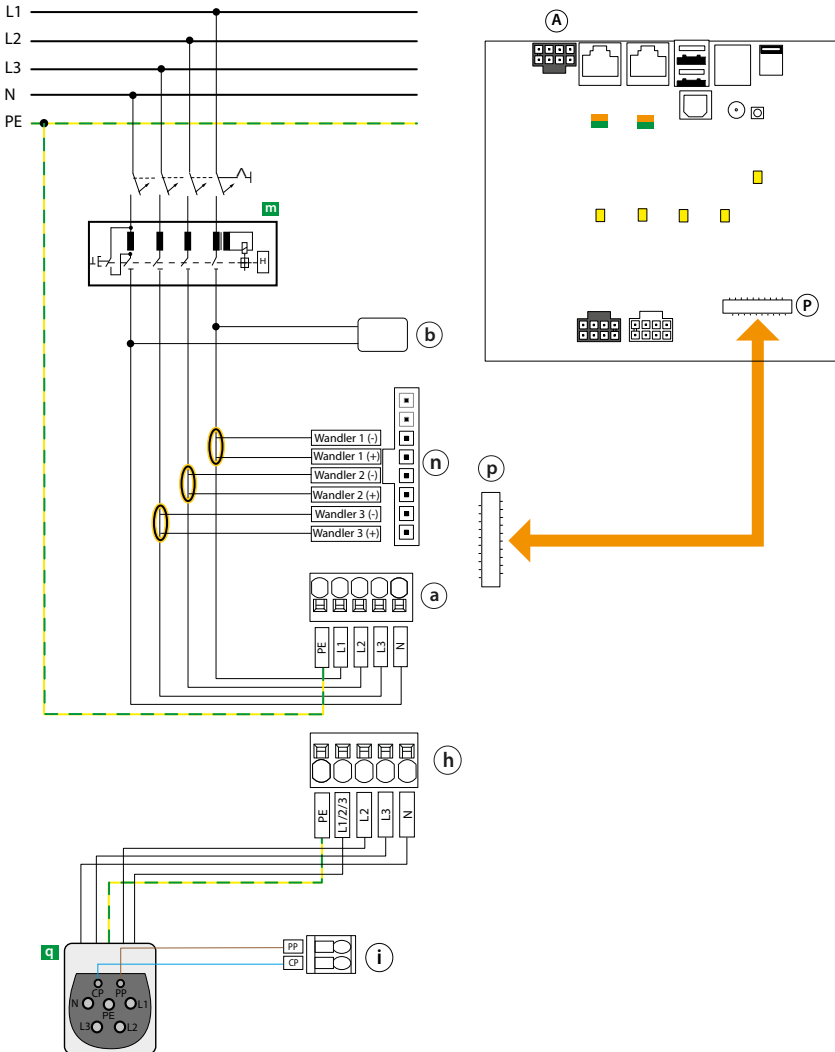 L1
L2
L3
N
PE
A
m
H
b
P
Wandler 1 (-)
Wandler 1 (+)
Wandler 2 (-)
Wandler 2 (+)
Wandler 3 (-)
Wandler 3 (+)
n
p
a
PE
L1
L2
L3
N
h
PE
L1/2/3
L2
L3
N
q
PP
CP
i
CP PP
N
L1
PE
L3
L2